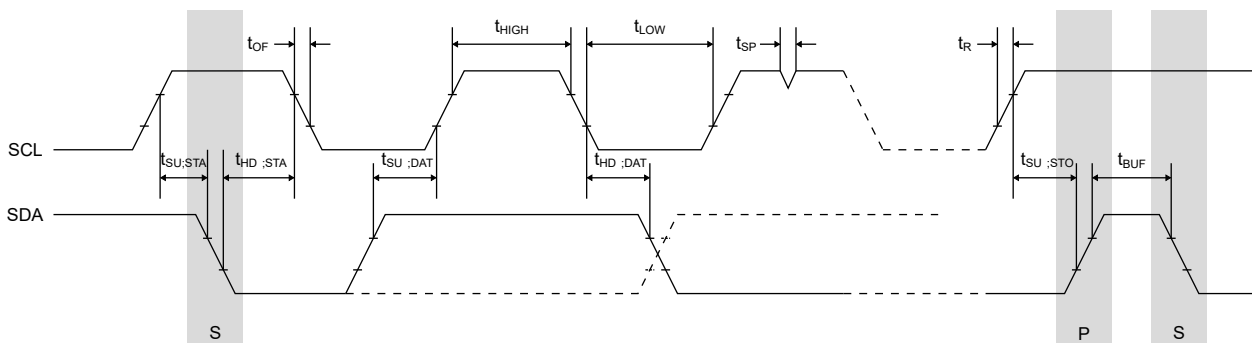 tOF
tHIGH
tLOW
tSP
tR
SCL
tSU;STA
tHD ;STA
tSU ;DAT
tHD ;DAT
tSU ;STO
tBUF
SDA
S
P
S